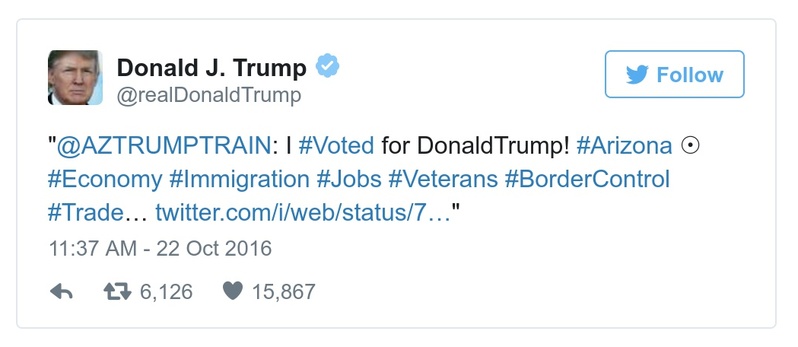 Donald J. Trump
@realDonaldTrump
Follow
"@AZTRUMPTRAIN: I #Voted for DonaldTrump! #Arizona ☉
#Economy #Immigration #Jobs #Veterans #BorderControl
#Trade… twitter.com/i/web/status/7…"
11:37 AM - 22 Oct 2016
6,126 15,867